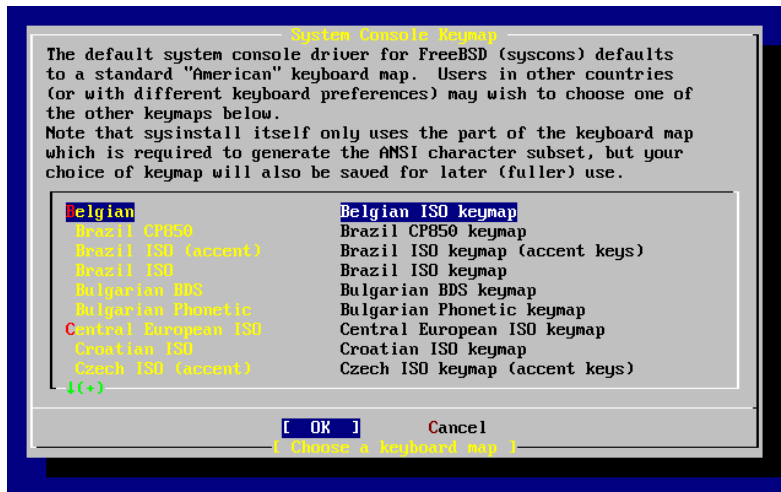 System Console Keymap
The default system console driver for FreeBSD (syscons) defaults
to a standard "American" keyboard map.  Users in other countries
(or with different keyboard preferences) may wish to choose one of
the other keymaps below.
Note that sysinstall itself only uses the part of the keyboard map
which is required to generate the ANSI character subset, but your
choice of keymap will also be saved for later (fuller) use.
Belgian Belgian ISO keymap
Brazil CP850 Brazil CP850 keymap
Brazil ISO (accent) Brazil ISO keymap (accent keys)
Brazil ISO Brazil ISO keymap
Bulgarian BDS Bulgarian BDS keymap
Bulgarian Phonetic Bulgarian Phonetic keymap
Central European ISO Central European ISO keymap
Croatian ISO Croatian ISO keymap
Czech ISO (accent) Czech ISO keymap (accent keys)
↓(+)
[ OK ] Cancel
[ Choose a keyboard map ]